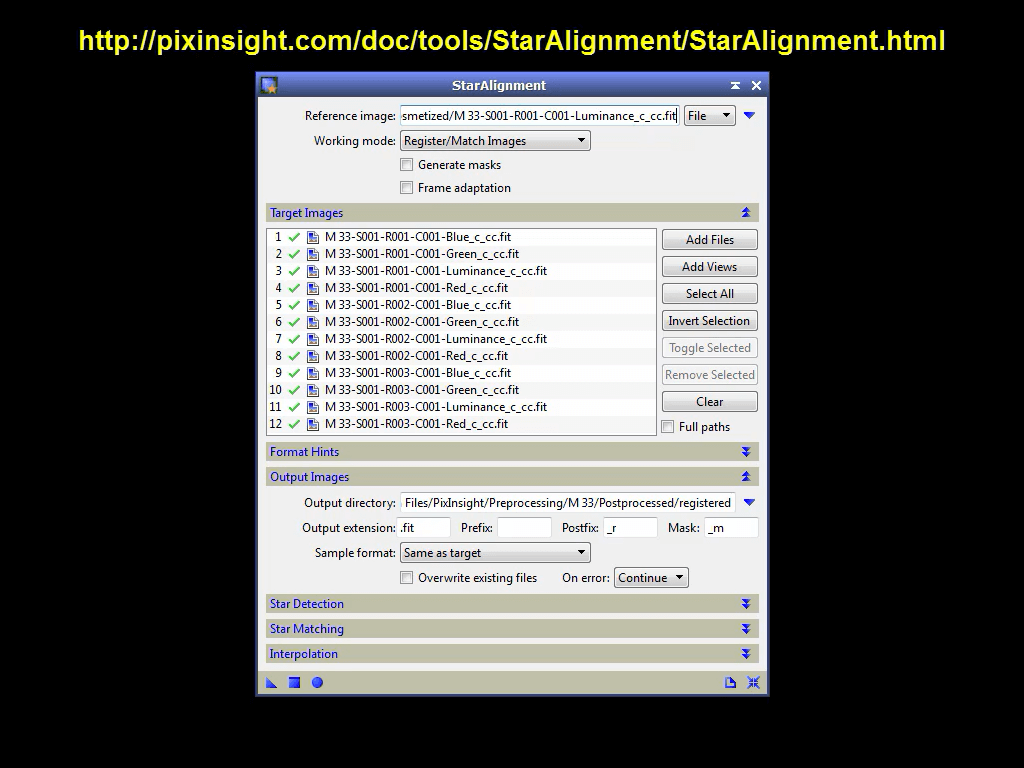 http://pixinsight.com/doc/tools/StarAlignment/StarAlignment.html
StarAlignment
Reference image: smetized/M 33-S001-R001-C001-Luminance_c_cc.fit File
Working mode: Register/Match Images
Generate masks
Frame adaptation
Target Images
1 M 33-S001-R001-C001-Blue_c_cc.fit
2 M 33-S001-R001-C001-Green_c_cc.fit
3 M 33-S001-R001-C001-Luminance_c_cc.fit
4 M 33-S001-R001-C001-Red_c_cc.fit
5 M 33-S001-R002-C001-Blue_c_cc.fit
6 M 33-S001-R002-C001-Green_c_cc.fit
7 M 33-S001-R002-C001-Luminance_c_cc.fit
8 M 33-S001-R002-C001-Red_c_cc.fit
9 M 33-S001-R003-C001-Blue_c_cc.fit
10 M 33-S001-R003-C001-Green_c_cc.fit
11 M 33-S001-R003-C001-Luminance_c_cc.fit
12 M 33-S001-R003-C001-Red_c_cc.fit
Add Files
Add Views
Select All
Invert Selection
Toggle Selected
Remove Selected
Clear
Full paths
Format Hints
Output Images
Output directory: Files/PixInsight/Preprocessing/M 33/Postprocessed/registered
Output extension: .fit Prefix: Postfix: _r Mask: _m
Sample format: Same as target
Overwrite existing files On error: Continue
Star Detection
Star Matching
Interpolation